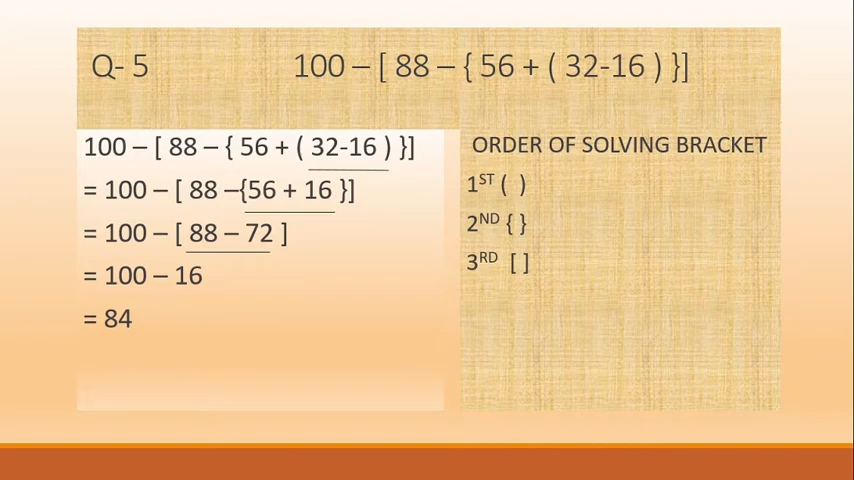 Q- 5 100 – [ 88 – { 56 + ( 32-16 ) }]
100 – [ 88 – { 56 + ( 32-16 ) }]
= 100 – [ 88 –{56 + 16 }]
= 100 – [ 88 – 72 ]
= 100 – 16
= 84
ORDER OF SOLVING BRACKET
1ST ( )
2ND { }
3RD [ ]